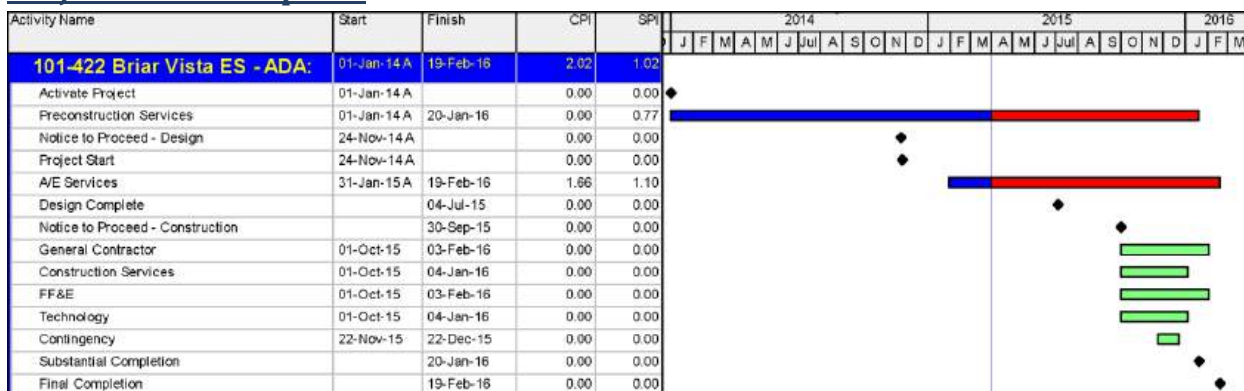 Activity Name Start Finish CPI SPI 2014 2015 2016
J F M A M J Jul A S O N D J F M A M J Jul A S O N D J F M
101-422 Briar Vista ES - ADA: 01-Jan-14 A 19-Feb-16 2.02 1.02
Activate Project 01-Jan-14 A 0.00 0.00
Preconstruction Services 01-Jan-14 A 20-Jan-16 0.00 0.77
Notice to Proceed - Design 24-Nov-14 A 0.00 0.00
Project Start 24-Nov-14 A 0.00 0.00
A/E Services 31-Jan-15 A 19-Feb-16 1.66 1.10
Design Complete 04-Jul-15 0.00 0.00
Notice to Proceed - Construction 30-Sep-15 0.00 0.00
General Contractor 01-Oct-15 03-Feb-16 0.00 0.00
Construction Services 01-Oct-15 04-Jan-16 0.00 0.00
FF&E 01-Oct-15 03-Feb-16 0.00 0.00
Technology 01-Oct-15 04-Jan-16 0.00 0.00
Contingency 22-Nov-15 22-Dec-15 0.00 0.00
Substantial Completion 20-Jan-16 0.00 0.00
Final Completion 19-Feb-16 0.00 0.00